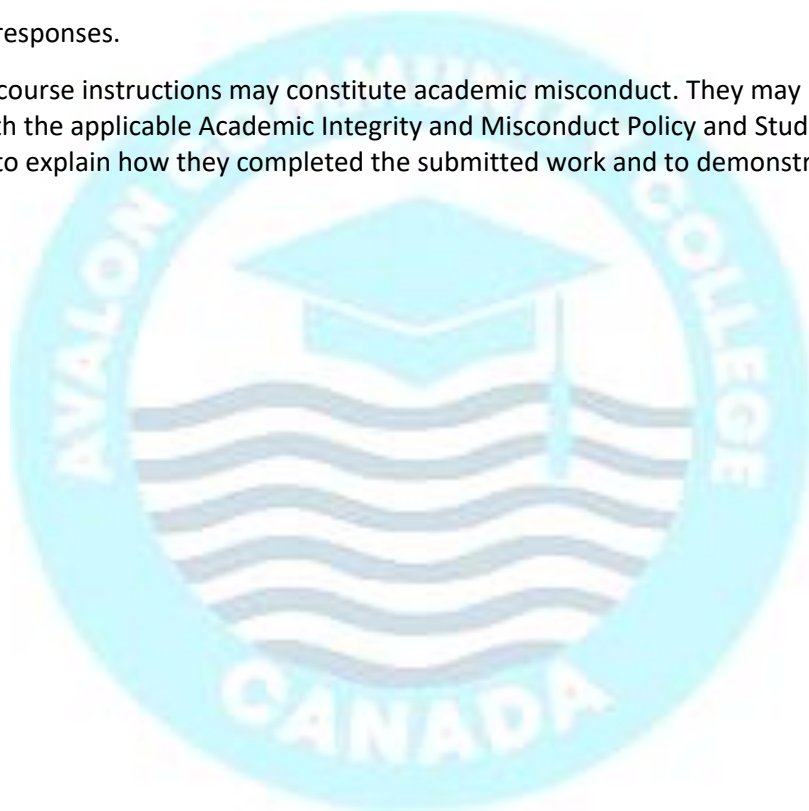 responses.
course instructions may constitute academic misconduct. They may
th the applicable Academic Integrity and Misconduct Policy and Stud
to explain how they completed the submitted work and to demonstr
AVALON COMMUNITY COLLEGE
CANADA